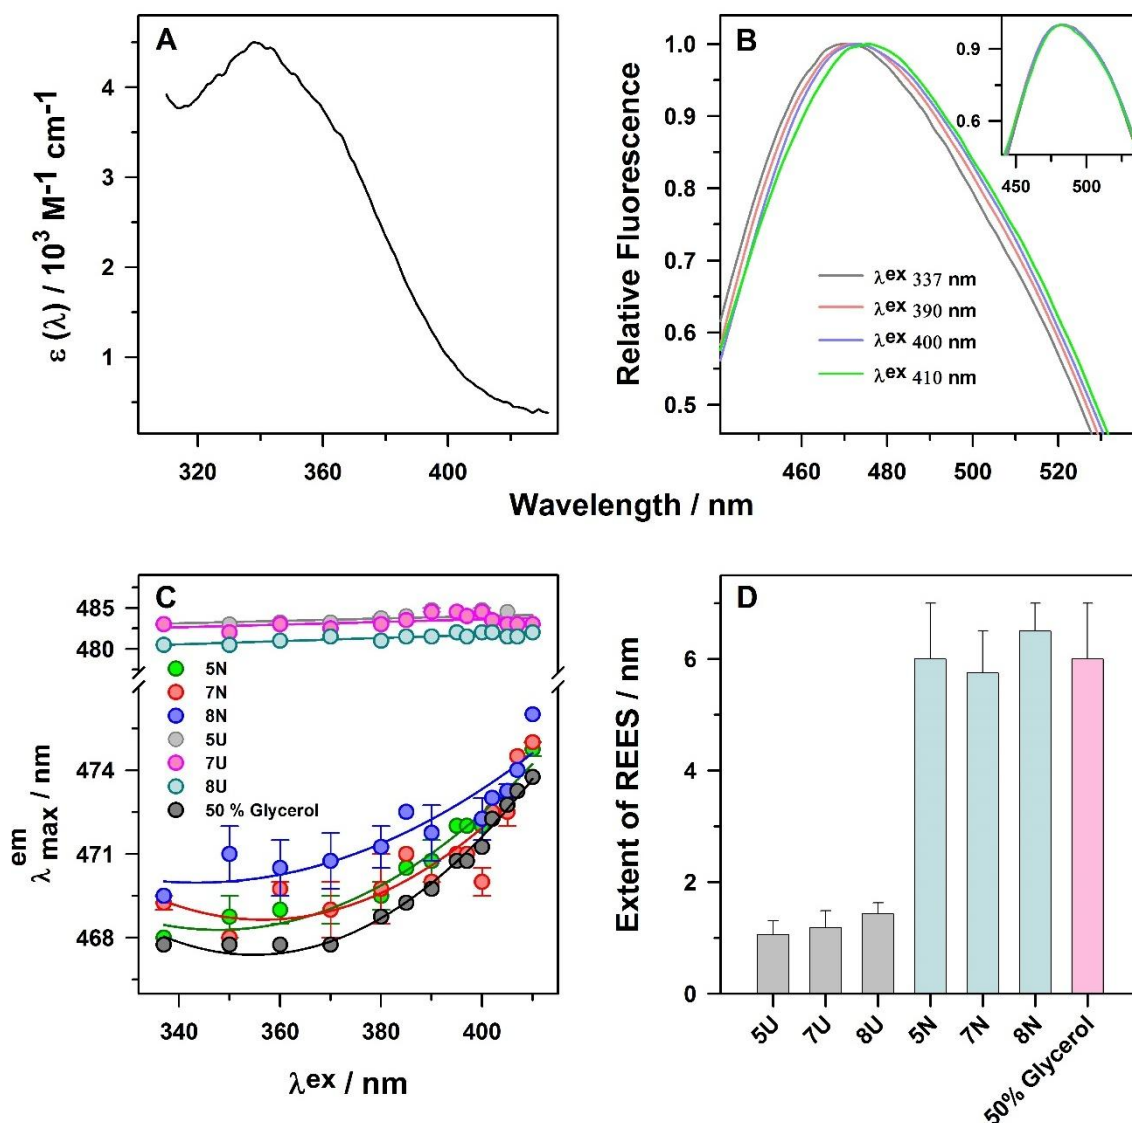 A
ε (λ) / 10³ M⁻¹ cm⁻¹
4
3
2
1
320 360 400
B
Relative Fluorescence
1.0
0.9
0.8
0.7
0.6
0.5
460 480 500 520
λex 337 nm
λex 390 nm
λex 400 nm
λex 410 nm
0.9
0.6
450 500
Wavelength / nm
C
λ em max / nm
485
480
474
471
468
5N
7N
8N
5U
7U
8U
50 % Glycerol
340 360 380 400
λex / nm
D
Extent of REES / nm
6
4
2
0
5U
7U
8U
5N
7N
8N
50% Glycerol